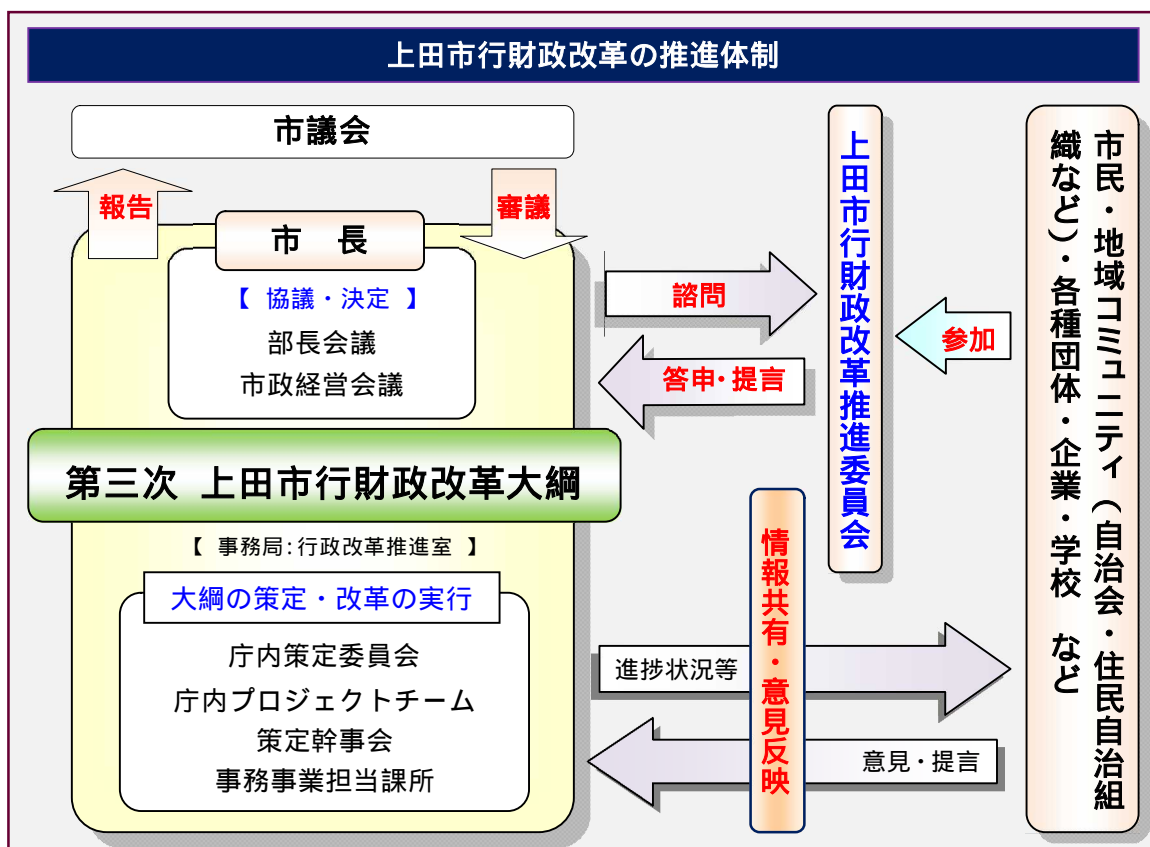 上田市行財政改革の推進体制
市議会
報告
審議
市　長
【 協議・決定 】
部長会議
市政経営会議
諮問
答申・提言
上田市行財政改革推進委員会
参加
市民・地域コミュニティ（自治会・住民自治組
織など）・各種団体・企業・学校　など
第三次 上田市行財政改革大綱
【 事務局：行政改革推進室 】
大綱の策定・改革の実行
庁内策定委員会
庁内プロジェクトチーム
策定幹事会
事務事業担当課所
情報共有・意見反映
進捗状況等
意見・提言